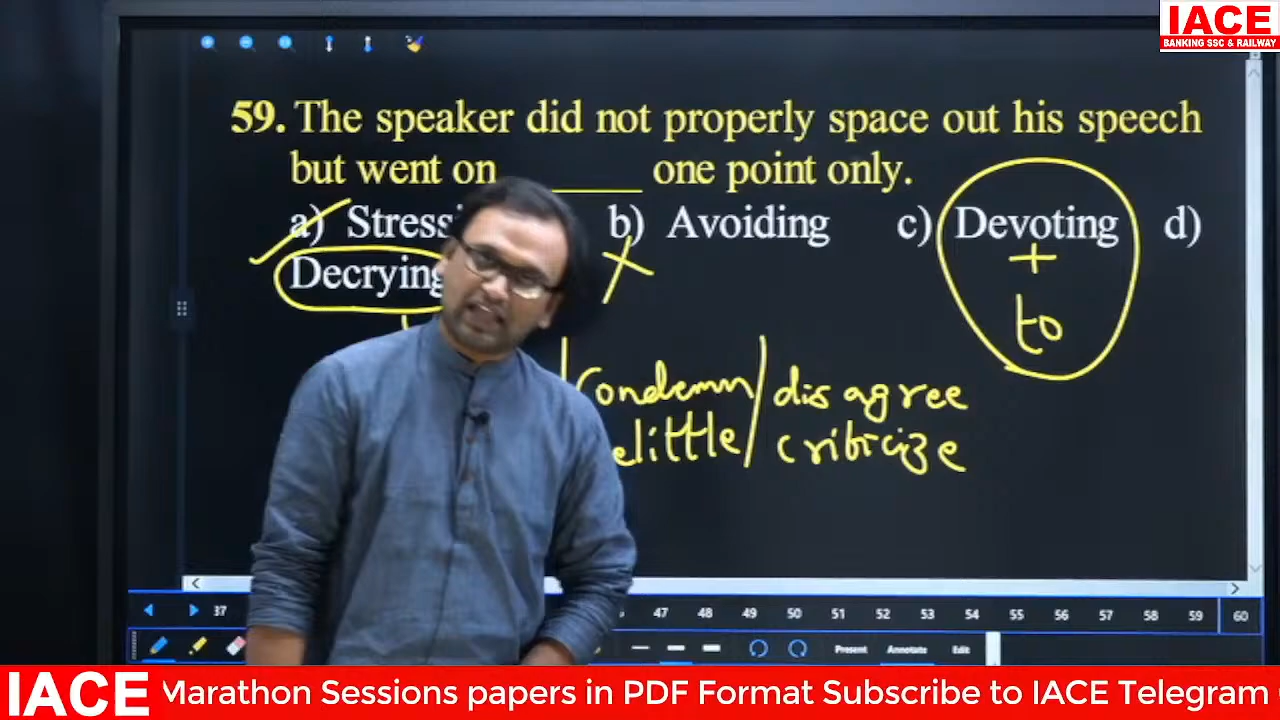 IACE
BANKING SSC & RAILWAY
59. The speaker did not properly space out his speech
but went on ______ one point only.
a) Stressi b) Avoiding c) Devoting d)
Decrying
+
to
condemn / disagree
elittle / criticize
37 47 48 49 50 51 52 53 54 55 56 57 58 59 60
Present Annotate Edit
IACE Marathon Sessions papers in PDF Format Subscribe to IACE Telegram